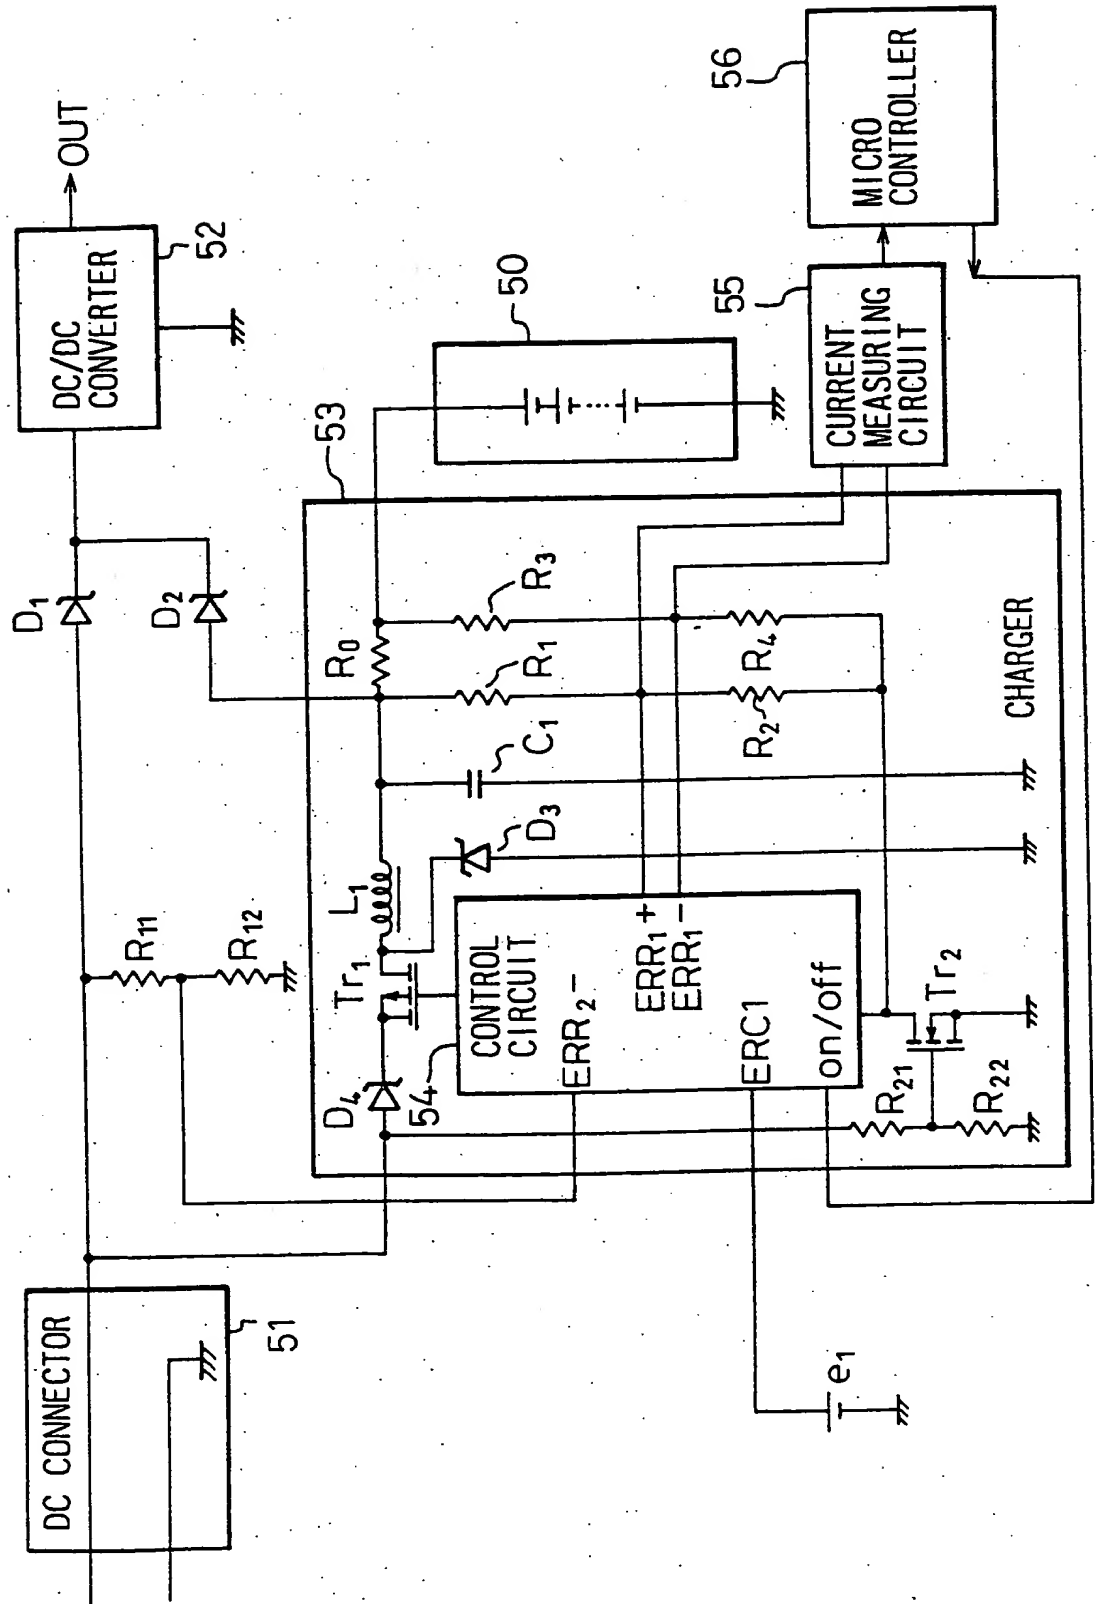 DC CONNECTOR
51
R11
R12
D1
D2
DC/DC
CONVERTER
52
OUT
D4
Tr1
L1
R0
53
54
CONTROL
CIRCUIT
ERR2-
ERR1+
ERR1-
ERC1
on/off
D3
C1
R1
R3
R2
R4
50
R21
R22
Tr2
CHARGER
e1
CURRENT
MEASURING
CIRCUIT
55
MICRO
CONTROLLER
56